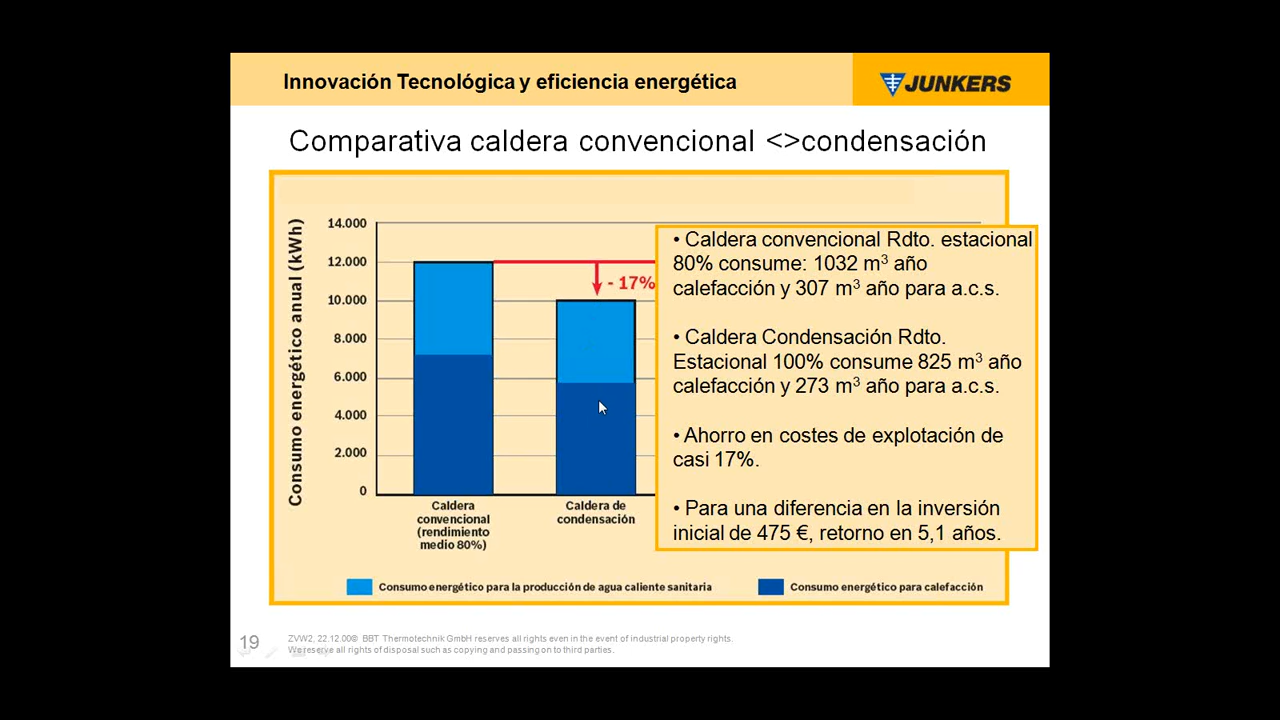 Innovación Tecnológica y eficiencia energética
JUNKERS
Comparativa caldera convencional <>condensación
Consumo energético anual (kWh)
14.000
12.000
10.000
8.000
6.000
4.000
2.000
0
- 17%
Caldera
convencional
(rendimiento
medio 80%)
Caldera de
condensación
• Caldera convencional Rdto. estacional
80% consume: 1032 m³ año
calefacción y 307 m³ año para a.c.s.
• Caldera Condensación Rdto.
Estacional 100% consume 825 m³ año
calefacción y 273 m³ año para a.c.s.
• Ahorro en costes de explotación de
casi 17%.
• Para una diferencia en la inversión
inicial de 475 €, retorno en 5,1 años.
Consumo energético para la producción de agua caliente sanitaria
Consumo energético para calefacción
19
ZVW2, 22.12.00© BBT Thermotechnik GmbH reserves all rights even in the event of industrial property rights.
We reserve all rights of disposal such as copying and passing on to third parties.